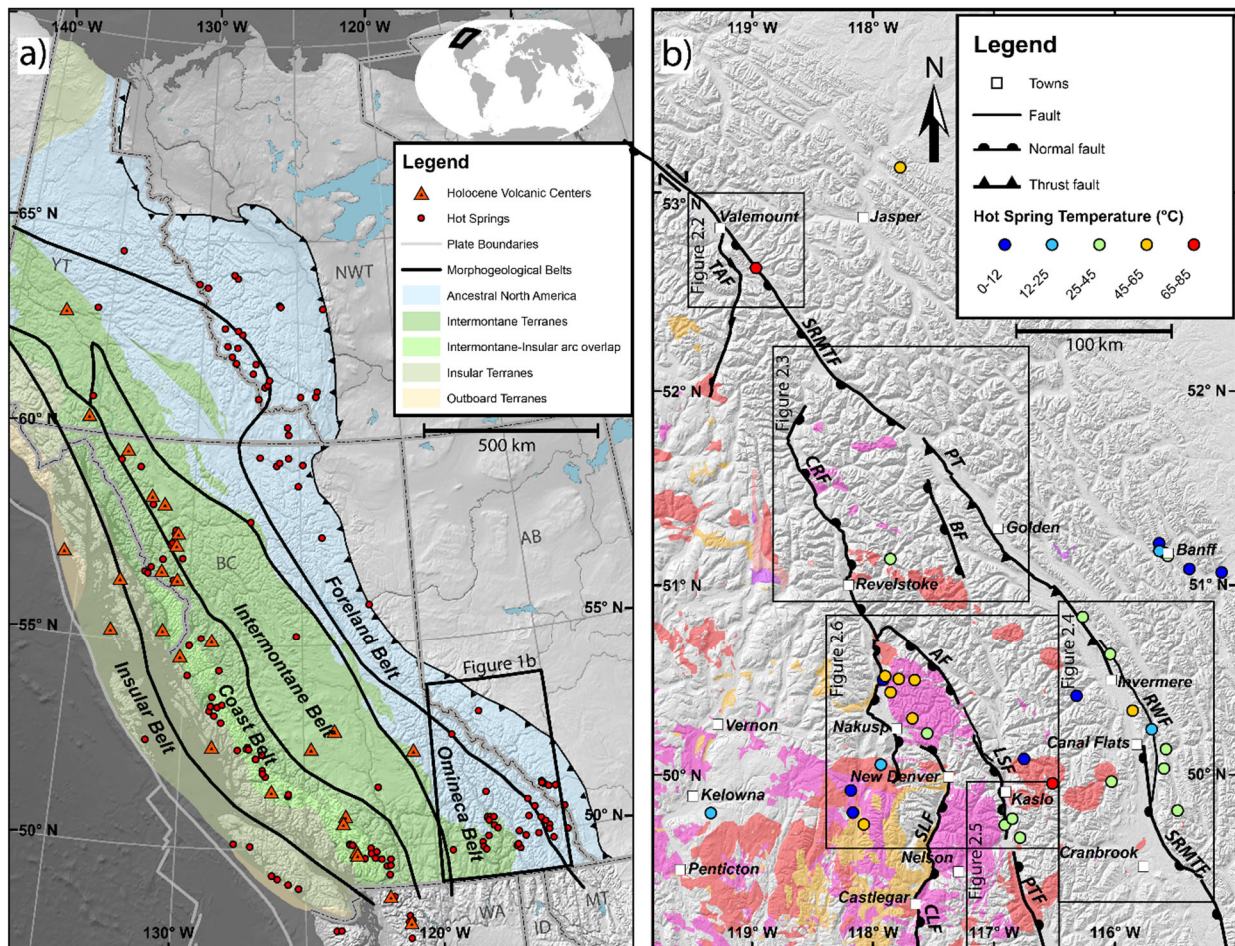 130° W
120° W
140° W
130° W
120° W
a)
65° N
60° N
55° N
50° N
YT
NWT
BC
AB
WA
ID
MT
Legend
Holocene Volcanic Centers
Hot Springs
Plate Boundaries
Morphogeological Belts
Ancestral North America
Intermontane Terranes
Intermontane-Insular arc overlap
Insular Terranes
Outboard Terranes
500 km
65° N
60° N
55° N
50° N
Foreland Belt
Intermontane Belt
Coast Belt
Insular Belt
Omineca Belt
Figure 1b
130° W
120° W
119° W
118° W
b)
N
Legend
Towns
Fault
Normal fault
Thrust fault
Hot Spring Temperature (°C)
0-12
12-25
25-45
45-65
65-85
100 km
53° N
Valemount
Jasper
Figure 2.2
TAF
SRMTF
52° N
52° N
Figure 2.3
CRF
PT
BF
Golden
Banff
51° N
51° N
Revelstoke
Figure 2.6
Figure 2.4
AF
Invermere
RWF
Vernon
Nakusp
Canal Flats
LSF
50° N
50° N
New Denver
Kelowna
Kaslo
SLF
Figure 2.5
Nelson
Cranbrook
SRMTF
Penticton
Castlegar
CLF
PTF
119° W
118° W
117° W
116° W